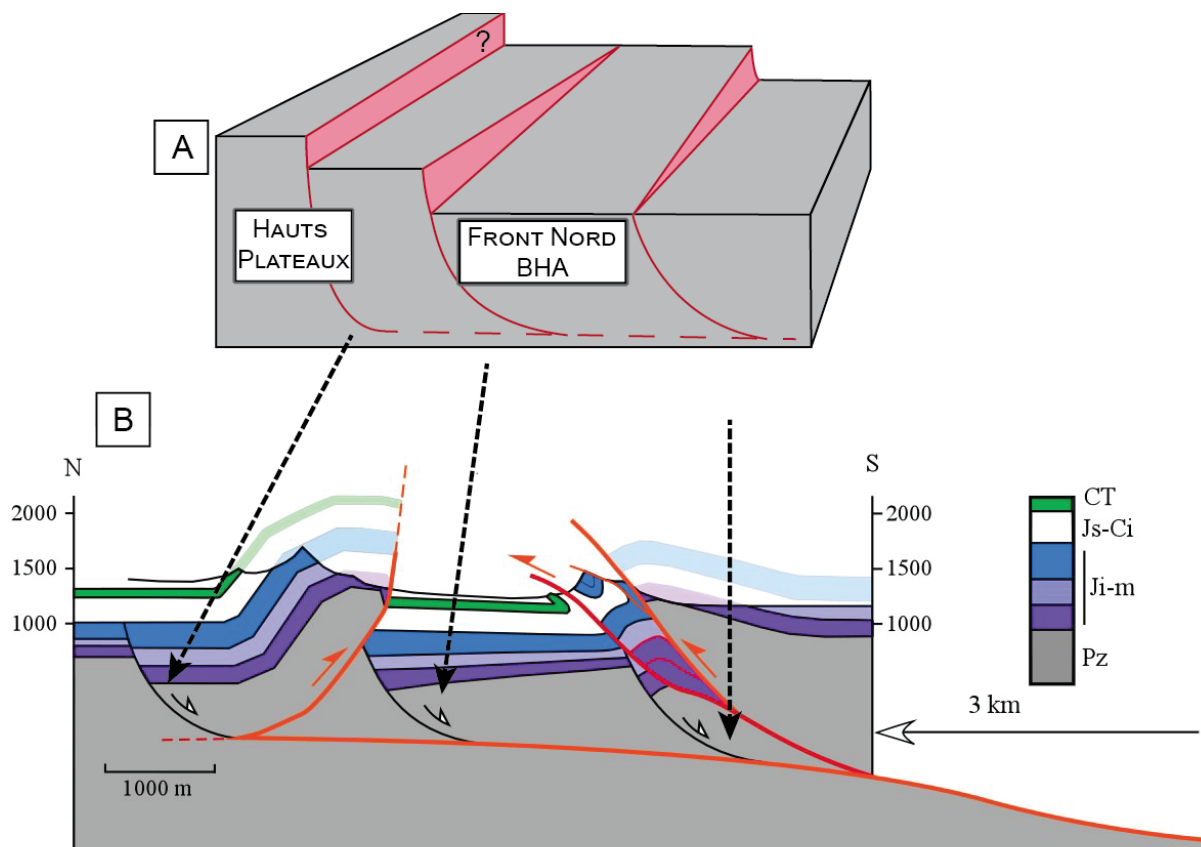 ?
A
HAUTS
PLATEAUX
FRONT NORD
BHA
B
N
S
2000
1500
1000
2000
1500
1000
CT
Js-Ci
Ji-m
Pz
3 km
1000 m